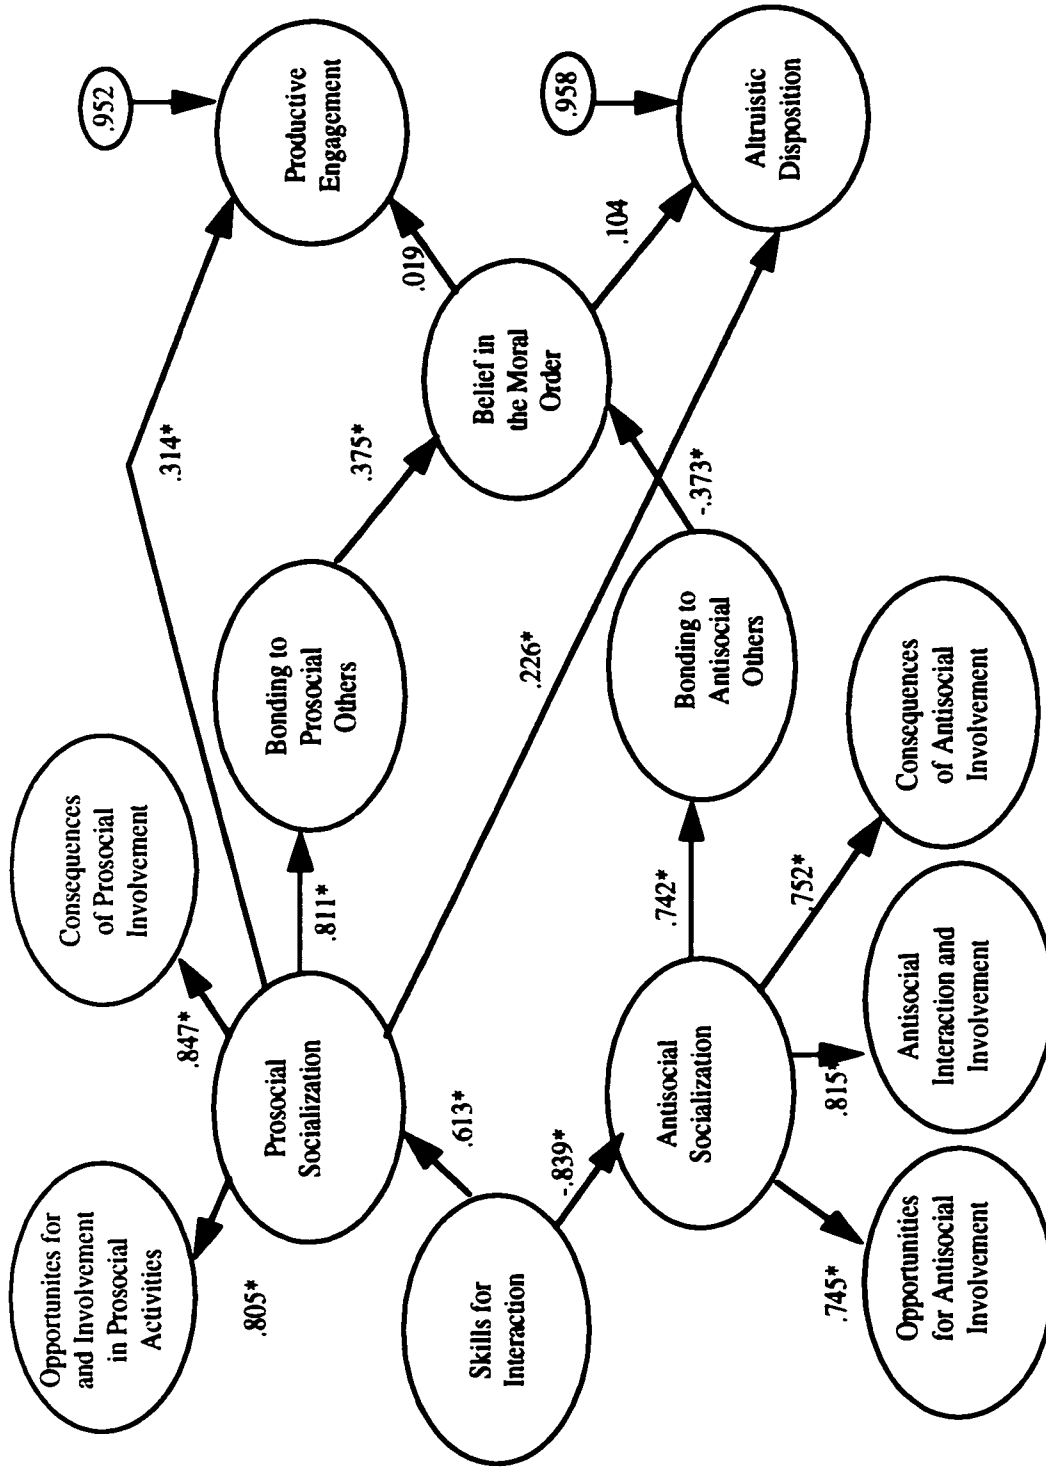 Opportunites for
and Involvement
in Prosocial
Activities
Consequences
of Prosocial
Involvement
.805*
.847*
.314*
.952
Productive
Engagement
Prosocial
Socialization
.811*
Bonding to
Prosocial
Others
.375*
.019
Skills for
Interaction
.613*
-.839*
.226*
Belief in
the Moral
Order
.104
.958
Altruistic
Disposition
Antisocial
Socialization
.742*
Bonding to
Antisocial
Others
-.373*
.745*
.815*
.752*
Opportunities
for Antisocial
Involvement
Antisocial
Interaction and
Involvement
Consequences
of Antisocial
Involvement